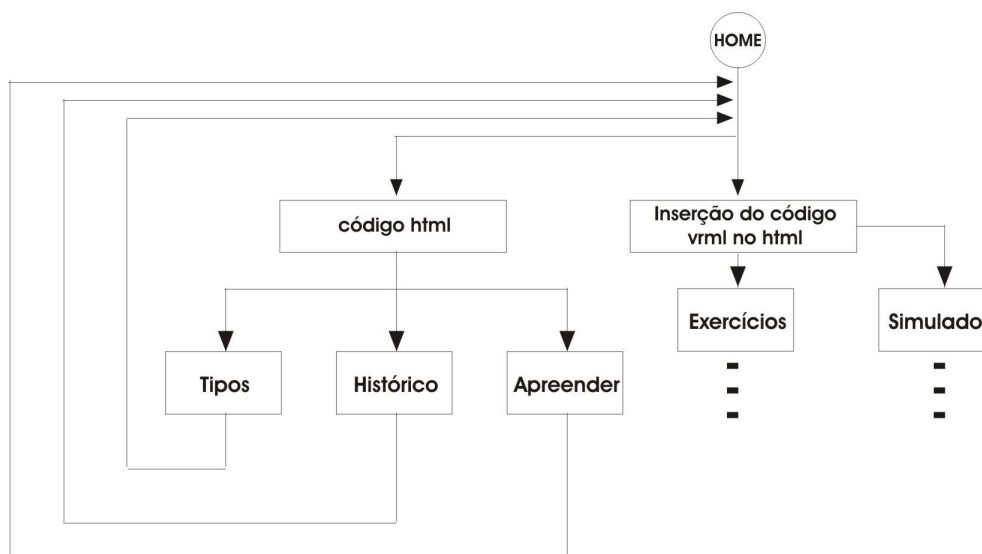 HOME
código html
Inserção do código
vrml no html
Exercícios
Simulado
Tipos
Histórico
Apreender